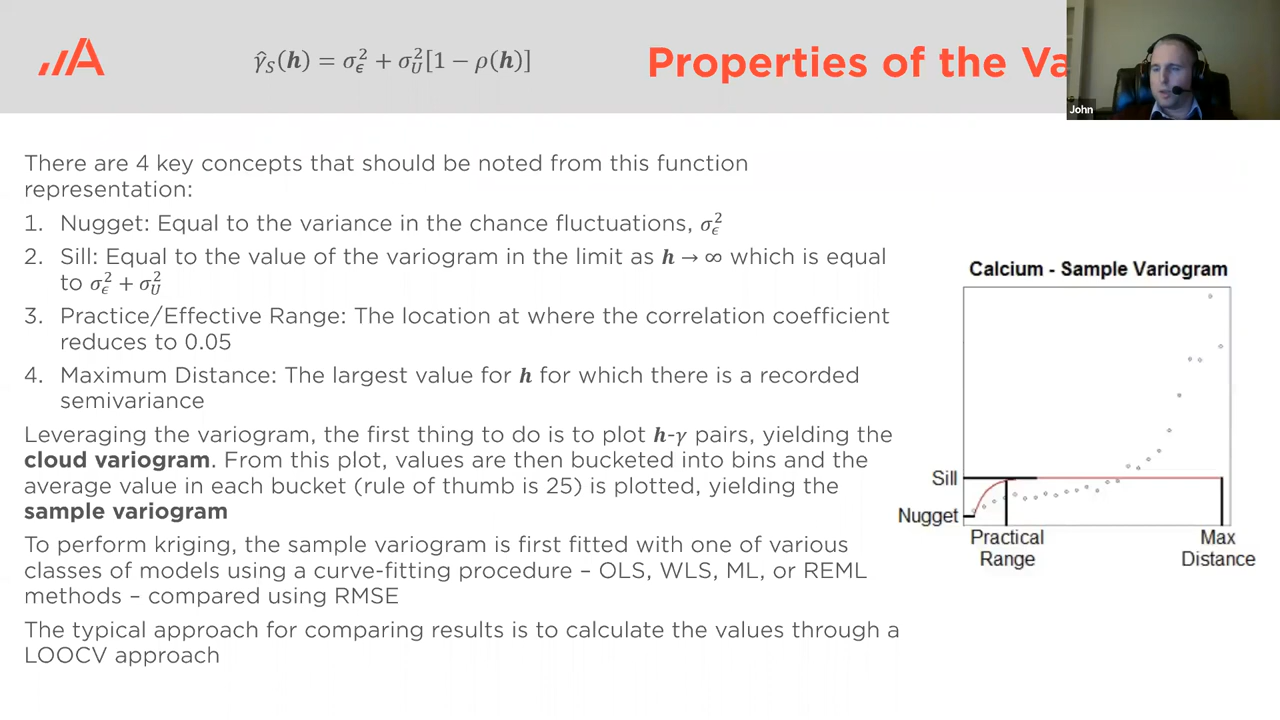 γ̂_S(h) = σ_ϵ² + σ_U²[1 − ρ(h)]
Properties of the Va
John
There are 4 key concepts that should be noted from this function
representation:
1. Nugget: Equal to the variance in the chance fluctuations, σ_ϵ²
2. Sill: Equal to the value of the variogram in the limit as h → ∞ which is equal
to σ_ϵ² + σ_U²
3. Practice/Effective Range: The location at where the correlation coefficient
reduces to 0.05
4. Maximum Distance: The largest value for h for which there is a recorded
semivariance
Leveraging the variogram, the first thing to do is to plot h-γ pairs, yielding the
cloud variogram. From this plot, values are then bucketed into bins and the
average value in each bucket (rule of thumb is 25) is plotted, yielding the
sample variogram
To perform kriging, the sample variogram is first fitted with one of various
classes of models using a curve-fitting procedure – OLS, WLS, ML, or REML
methods – compared using RMSE
The typical approach for comparing results is to calculate the values through a
LOOCV approach
Calcium - Sample Variogram
Sill
Nugget
Practical
Range
Max
Distance